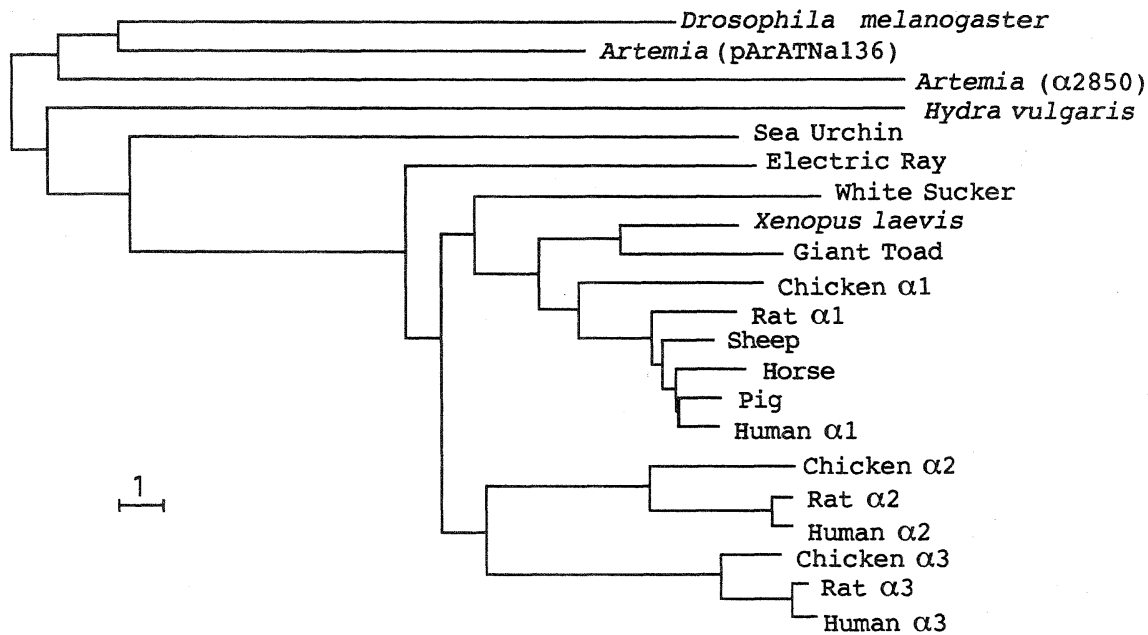 Drosophila melanogaster
Artemia (pArATNa136)
Artemia (α2850)
Hydra vulgaris
Sea Urchin
Electric Ray
White Sucker
Xenopus laevis
Giant Toad
Chicken α1
Rat α1
Sheep
Horse
Pig
Human α1
Chicken α2
1
Rat α2
Human α2
Chicken α3
Rat α3
Human α3